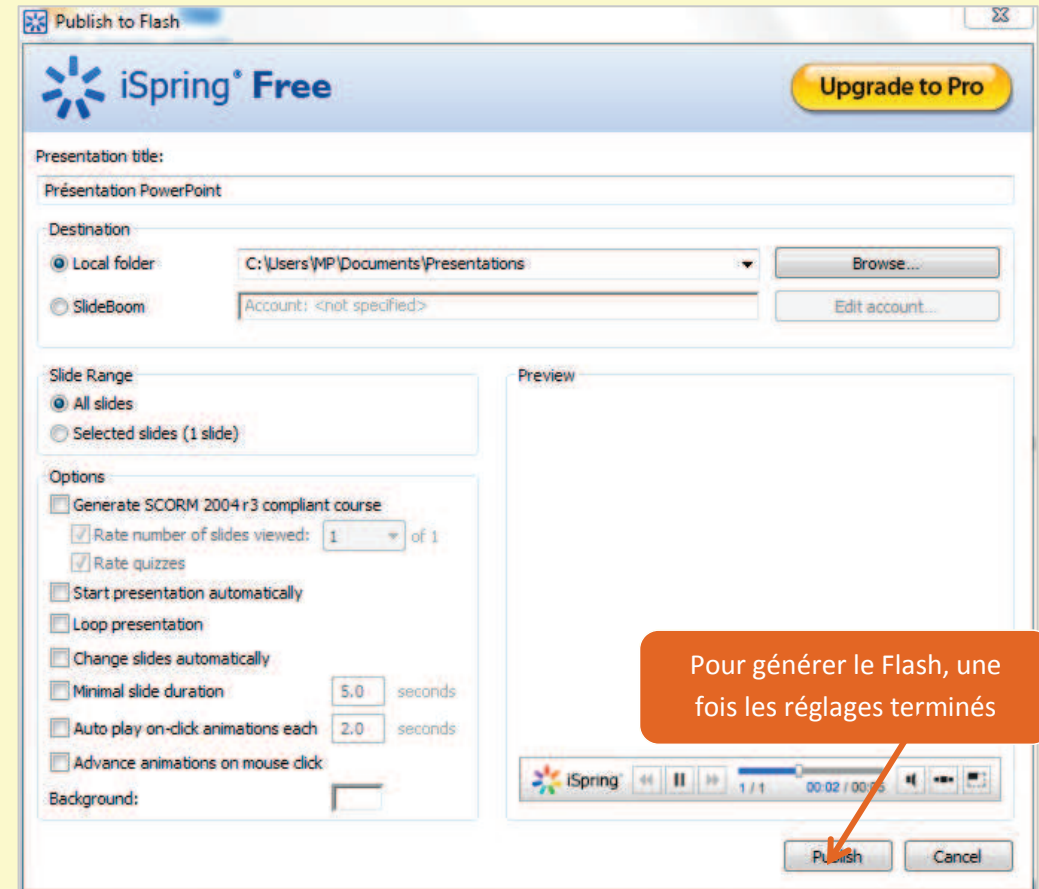 Publish to Flash
iSpring® Free
Upgrade to Pro
Presentation title:
Présentation PowerPoint
Destination
Local folder C:\Users\MP\Documents\Presentations Browse...
SlideBoom Account: <not specified> Edit account...
Slide Range Preview
All slides
Selected slides (1 slide)
Options
Generate SCORM 2004 r3 compliant course
Rate number of slides viewed: 1 of 1
Rate quizzes
Start presentation automatically
Loop presentation
Change slides automatically
Minimal slide duration 5.0 seconds
Auto play on-click animations each 2.0 seconds
Advance animations on mouse click
Background:
Pour générer le Flash, une
fois les réglages terminés
iSpring 1 / 1 00:02 / 00:05
Publish Cancel